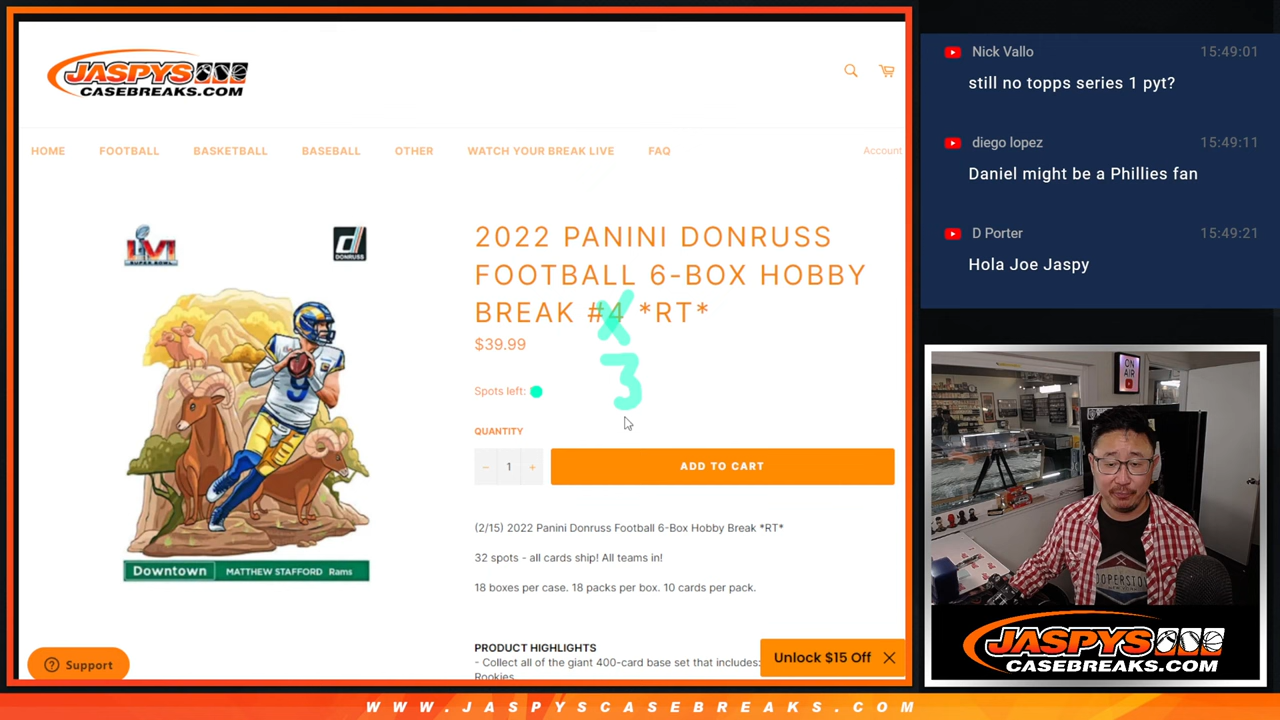 JASPYS
CASEBREAKS.COM
HOME FOOTBALL BASKETBALL BASEBALL OTHER WATCH YOUR BREAK LIVE FAQ Account
LVI
SUPER BOWL
d
DONRUSS
9
Downtown MATTHEW STAFFORD Rams
2022 PANINI DONRUSS
FOOTBALL 6-BOX HOBBY
BREAK #4 *RT*
X
3
$39.99
Spots left:
QUANTITY
− 1 + ADD TO CART
(2/15) 2022 Panini Donruss Football 6-Box Hobby Break *RT*
32 spots - all cards ship! All teams in!
18 boxes per case. 18 packs per box. 10 cards per pack.
PRODUCT HIGHLIGHTS
- Collect all of the giant 400-card base set that includes:
Rookies
Support
Unlock $15 Off
Nick Vallo 15:49:01
still no topps series 1 pyt?
diego lopez 15:49:11
Daniel might be a Phillies fan
D Porter 15:49:21
Hola Joe Jaspy
ON
AIR
JASPYS
CASEBREAKS.COM
WWW.JASPYSCASEBREAKS.COM